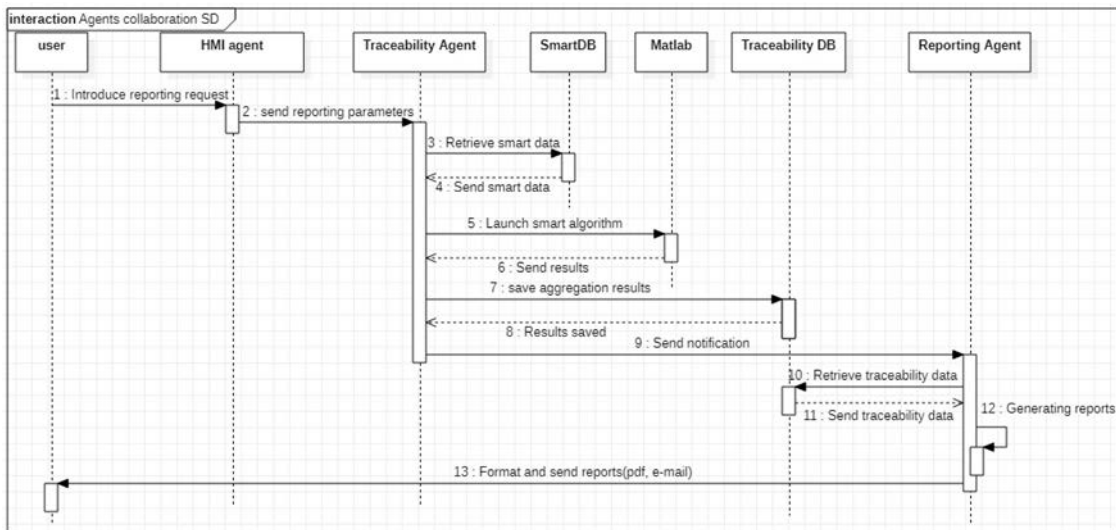 interaction Agents collaboration SD
user
HMI agent
Traceability Agent
SmartDB
Matlab
Traceability DB
Reporting Agent
1 : Introduce reporting request
2 : send reporting parameters
3 : Retrieve smart data
4 : Send smart data
5 : Launch smart algorithm
6 : Send results
7 : save aggregation results
8 : Results saved
9 : Send notification
10 : Retrieve traceability data
11 : Send traceability data
12 : Generating reports
13 : Format and send reports(pdf, e-mail)